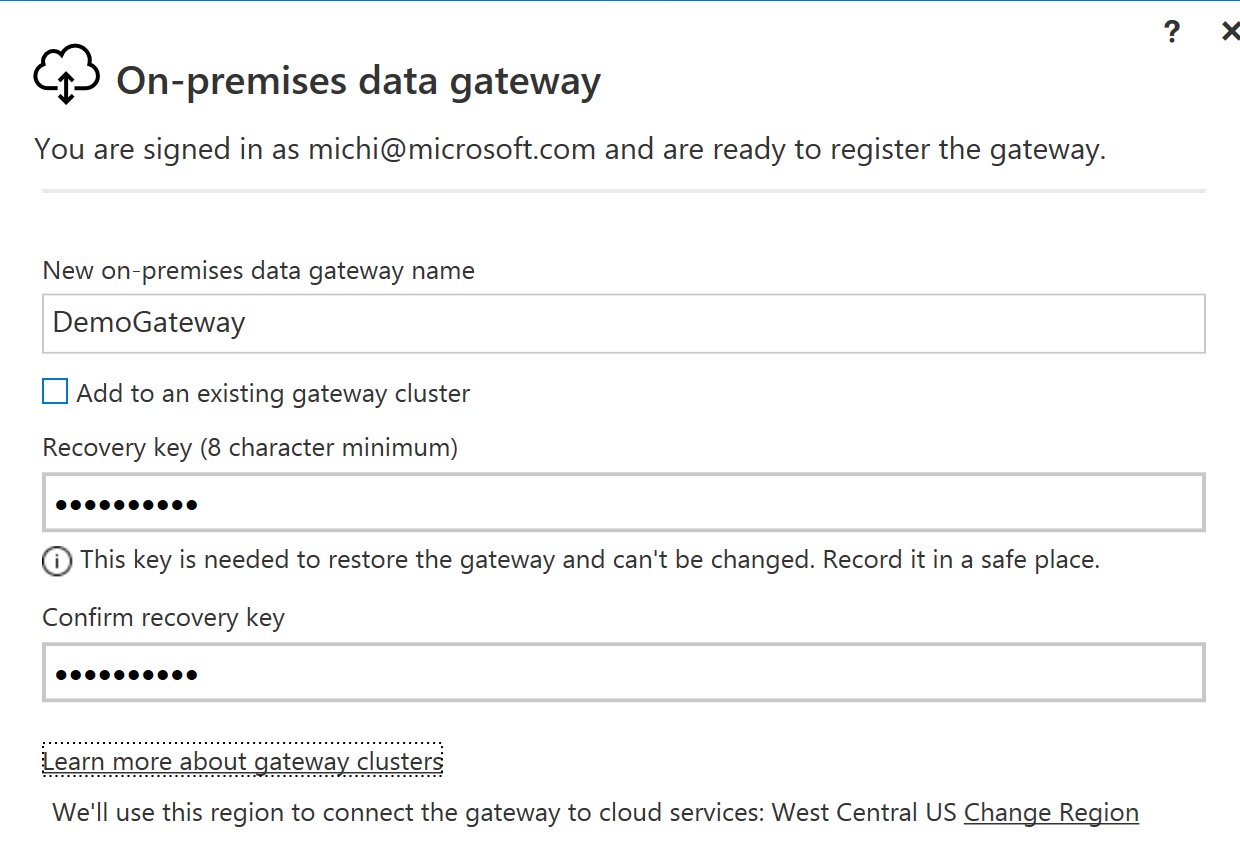 ?
On-premises data gateway
You are signed in as michi@microsoft.com and are ready to register the gateway.
New on-premises data gateway name
DemoGateway
Add to an existing gateway cluster
Recovery key (8 character minimum)
••••••••••
This key is needed to restore the gateway and can't be changed. Record it in a safe place.
Confirm recovery key
••••••••••
Learn more about gateway clusters
We'll use this region to connect the gateway to cloud services: West Central US Change Region